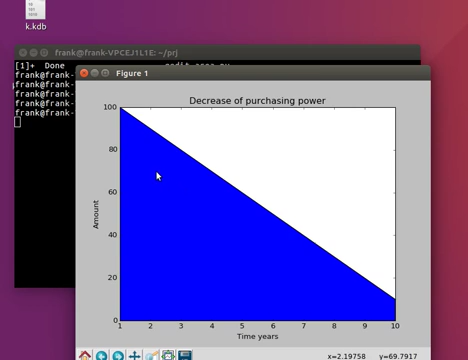 k.kdb
frank@frank-VPCEJ1L1E: ~/prj
[1]+ Done
frank@frank-
frank@frank-
frank@frank-
frank@frank-
frank@frank-
Figure 1
Decrease of purchasing power
100
80
60
40
20
0
Amount
1 2 3 4 5 6 7 8 9 10
Time years
x=2.19758 y=69.7917